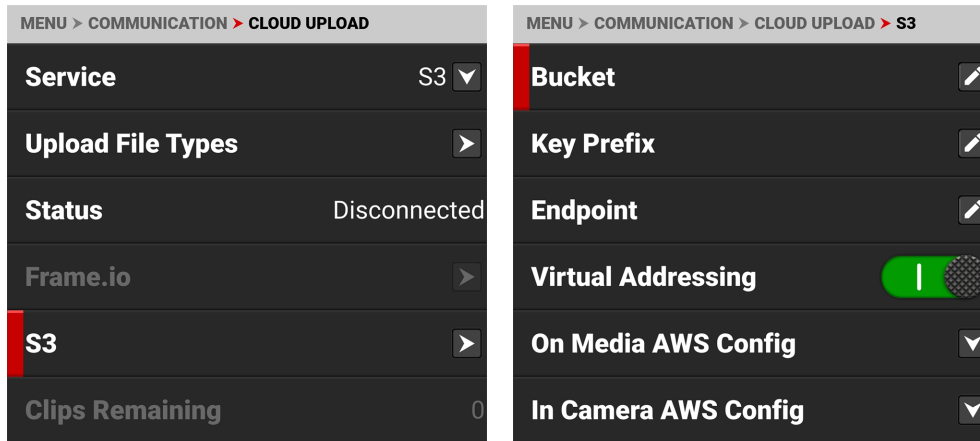 MENU > COMMUNICATION > CLOUD UPLOAD
Service S3
Upload File Types
Status Disconnected
Frame.io
S3
Clips Remaining 0
MENU > COMMUNICATION > CLOUD UPLOAD > S3
Bucket
Key Prefix
Endpoint
Virtual Addressing
On Media AWS Config
In Camera AWS Config